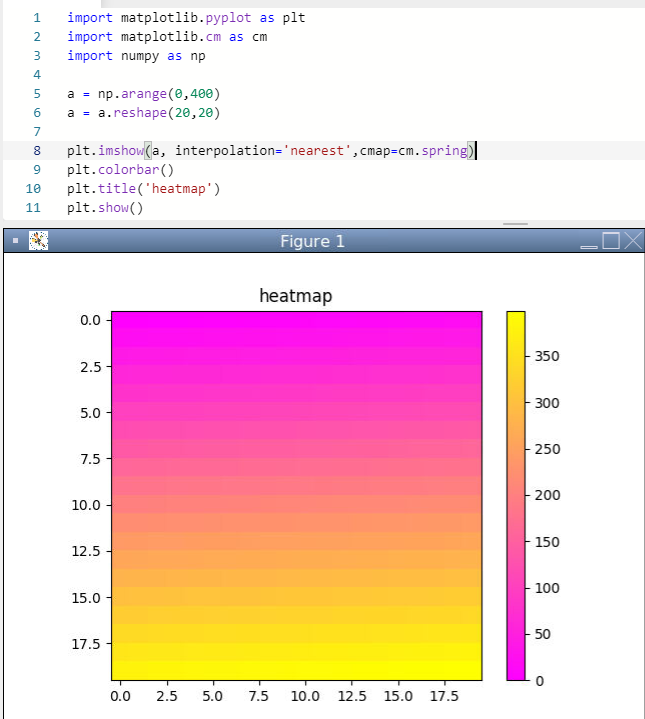 1 import matplotlib.pyplot as plt
2 import matplotlib.cm as cm
3 import numpy as np
4
5 a = np.arange(0,400)
6 a = a.reshape(20,20)
7
8 plt.imshow(a, interpolation='nearest',cmap=cm.spring)
9 plt.colorbar()
10 plt.title('heatmap')
11 plt.show()
Figure 1
heatmap
0.0
2.5
5.0
7.5
10.0
12.5
15.0
17.5
0.0 2.5 5.0 7.5 10.0 12.5 15.0 17.5
350
300
250
200
150
100
50
0